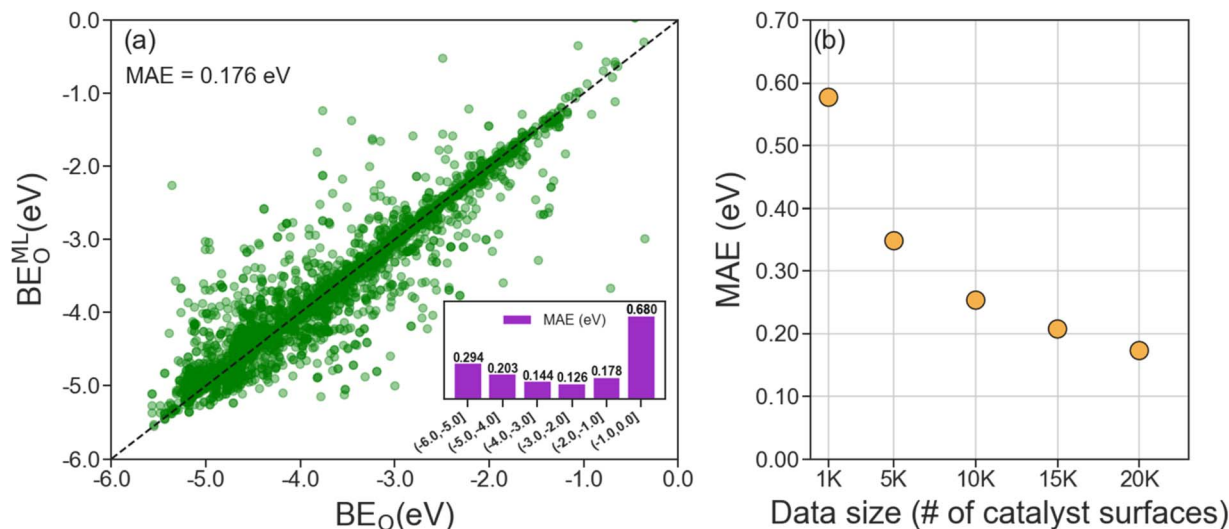 (a)
MAE = 0.176 eV
BE_O^ML(eV)
0.0
-1.0
-2.0
-3.0
-4.0
-5.0
-6.0
-6.0 -5.0 -4.0 -3.0 -2.0 -1.0 0.0
BE_O(eV)
MAE (eV)
0.294 0.203 0.144 0.126 0.178 0.680
(-6.0,-5.0] (-5.0,-4.0] (-4.0,-3.0] (-3.0,-2.0] (-2.0,-1.0] (-1.0,0.0]
(b)
MAE (eV)
0.70
0.60
0.50
0.40
0.30
0.20
0.10
0.00
1K 5K 10K 15K 20K
Data size (# of catalyst surfaces)